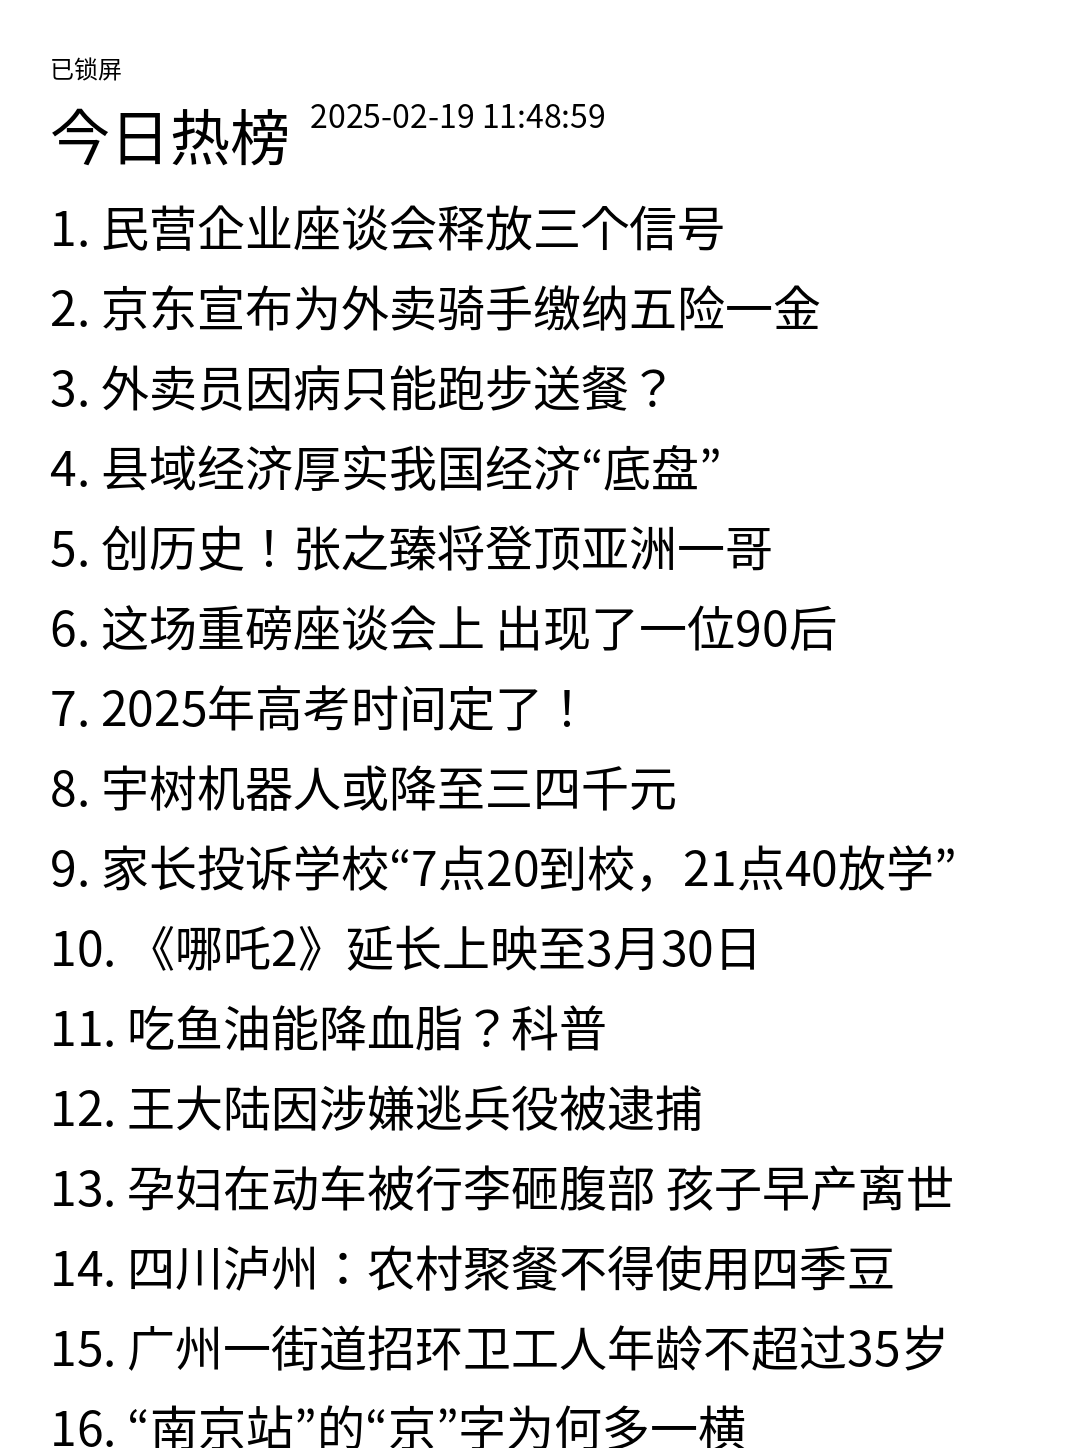 已锁屏
今日热榜 2025-02-19 11:48:59
1. 民营企业座谈会释放三个信号
2. 京东宣布为外卖骑手缴纳五险一金
3. 外卖员因病只能跑步送餐？
4. 县域经济厚实我国经济“底盘”
5. 创历史！张之臻将登顶亚洲一哥
6. 这场重磅座谈会上 出现了一位90后
7. 2025年高考时间定了！
8. 宇树机器人或降至三四千元
9. 家长投诉学校“7点20到校，21点40放学”
10. 《哪吒2》延长上映至3月30日
11. 吃鱼油能降血脂？科普
12. 王大陆因涉嫌逃兵役被逮捕
13. 孕妇在动车被行李砸腹部 孩子早产离世
14. 四川泸州：农村聚餐不得使用四季豆
15. 广州一街道招环卫工人年龄不超过35岁
16. “南京站”的“京”字为何多一横